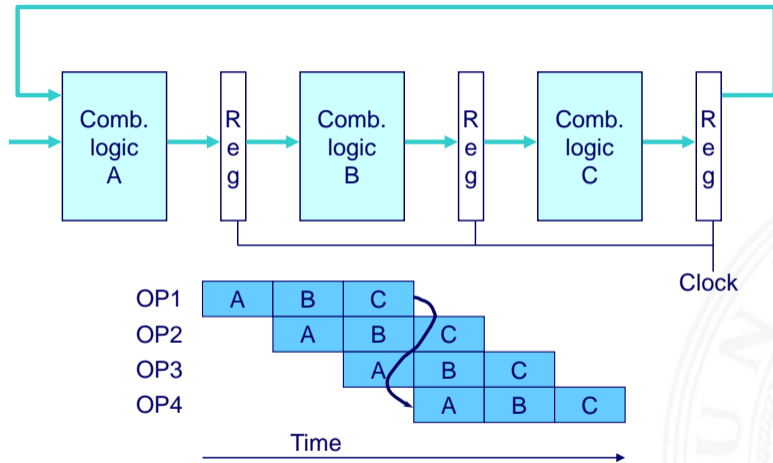 Comb.
logic
A
R
e
g
Comb.
logic
B
R
e
g
Comb.
logic
C
R
e
g
Clock
OP1 A B C
OP2 A B C
OP3 A B C
OP4 A B C
Time
U N